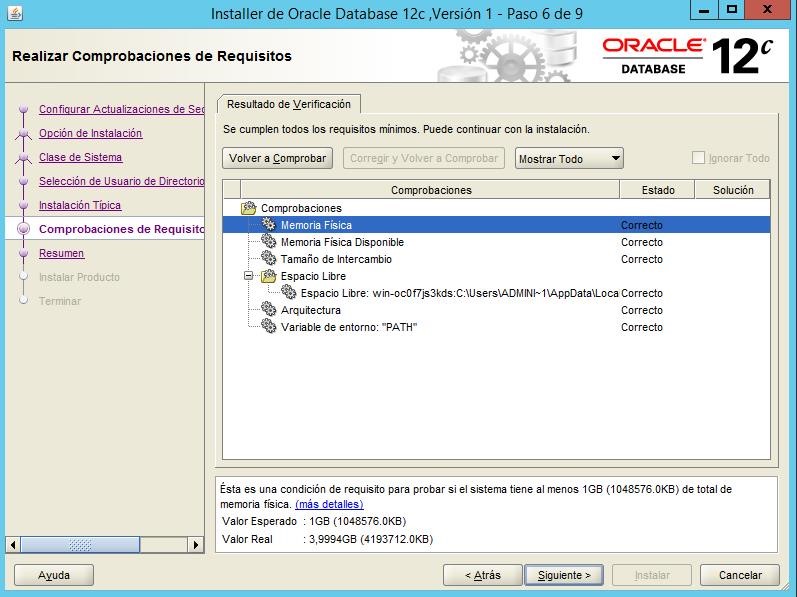 Installer de Oracle Database 12c ,Versión 1 - Paso 6 de 9
Realizar Comprobaciones de Requisitos
ORACLE
DATABASE
12c
Configurar Actualizaciones de Sec
Opción de Instalación
Clase de Sistema
Selección de Usuario de Directorio
Instalación Típica
Comprobaciones de Requisito
Resumen
Instalar Producto
Terminar
Resultado de Verificación
Se cumplen todos los requisitos mínimos. Puede continuar con la instalación.
Volver a Comprobar Corregir y Volver a Comprobar Mostrar Todo Ignorar Todo
Comprobaciones Estado Solución
Comprobaciones
Memoria Física Correcto
Memoria Física Disponible Correcto
Tamaño de Intercambio Correcto
Espacio Libre
Espacio Libre: win-oc0f7js3kds:C:\Users\ADMINI~1\AppData\Loca Correcto
Arquitectura Correcto
Variable de entorno: "PATH" Correcto
Ésta es una condición de requisito para probar si el sistema tiene al menos 1GB (1048576.0KB) de total de
memoria física. (más detalles)
Valor Esperado : 1GB (1048576.0KB)
Valor Real : 3,9994GB (4193712.0KB)
Ayuda < Atrás Siguiente > Instalar Cancelar